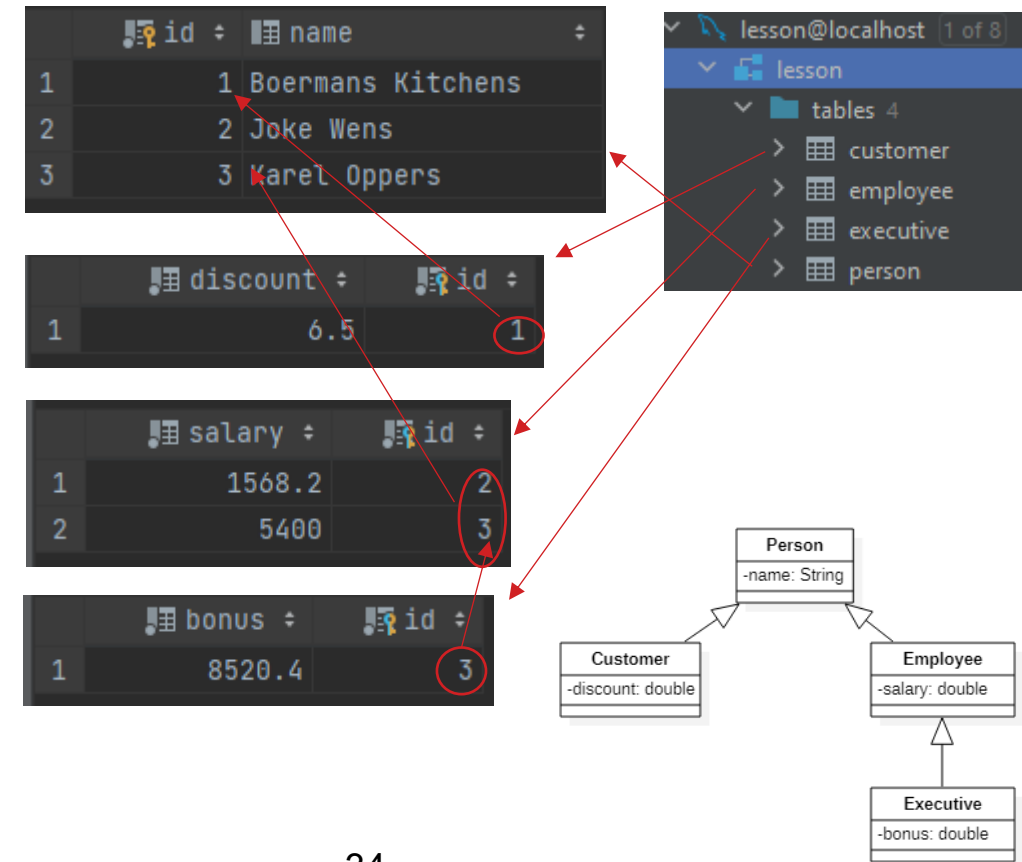 id name
1 1 Boermans Kitchens
2 2 Joke Wens
3 3 Karel Oppers
lesson@localhost 1 of 8
lesson
tables 4
customer
employee
executive
person
discount id
1 6.5 1
salary id
1 1568.2 2
2 5400 3
bonus id
1 8520.4 3
Person
-name: String
Customer
-discount: double
Employee
-salary: double
Executive
-bonus: double